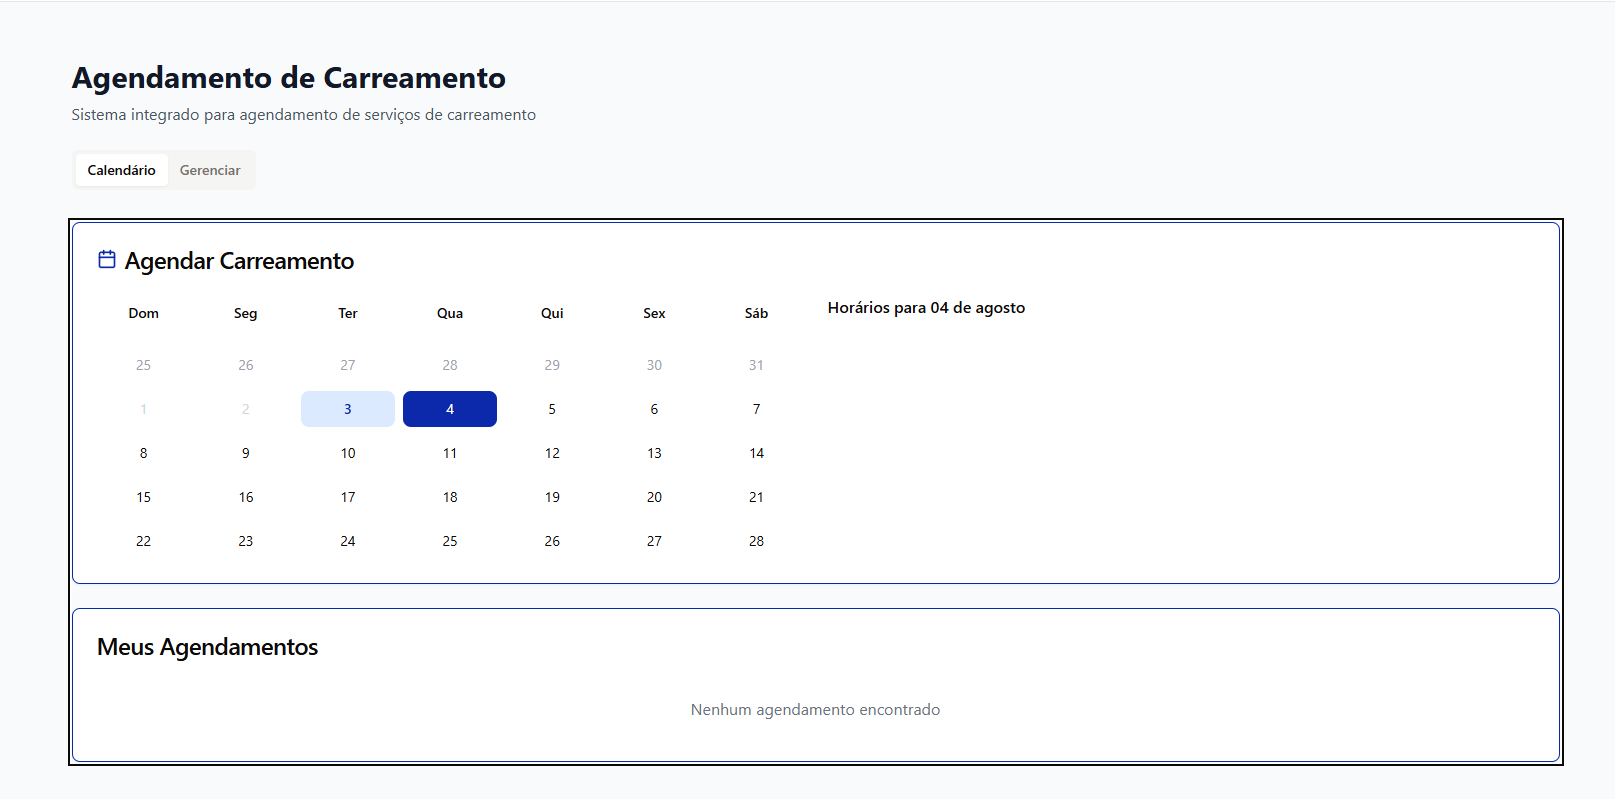 Agendamento de Carreamento
Sistema integrado para agendamento de serviços de carreamento
Calendário Gerenciar
Agendar Carreamento
Dom Seg Ter Qua Qui Sex Sáb
25 26 27 28 29 30 31
1 2 3 4 5 6 7
8 9 10 11 12 13 14
15 16 17 18 19 20 21
22 23 24 25 26 27 28
Horários para 04 de agosto
Meus Agendamentos
Nenhum agendamento encontrado